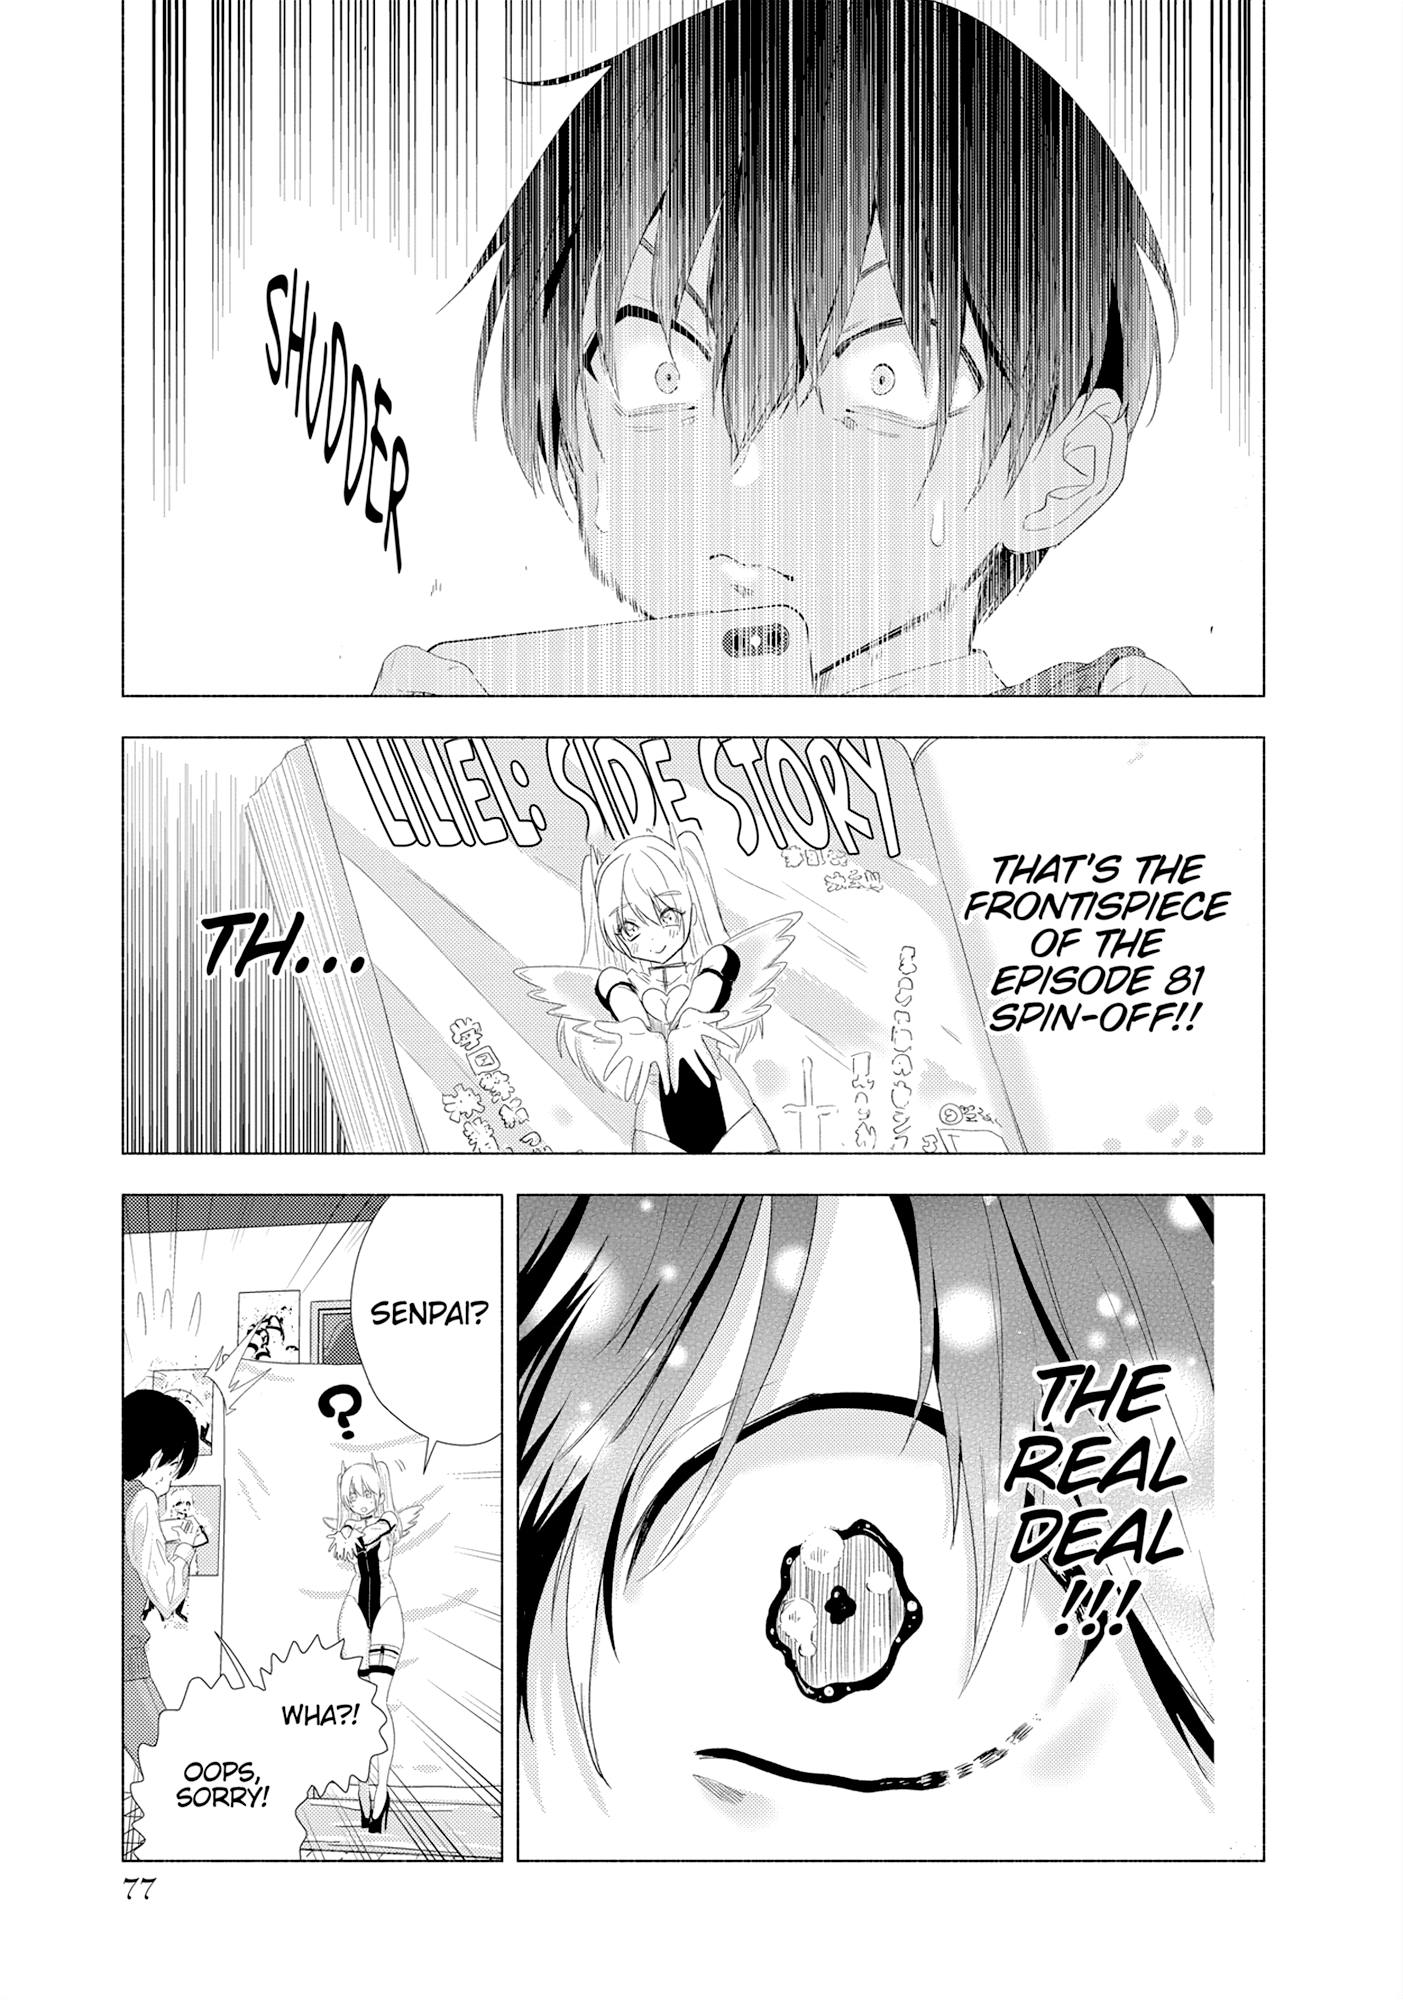 SHUDDER
LILIEL: SIDE STORY
THAT'S THE
FRONTISPIECE
OF THE
EPISODE 81
SPIN-OFF!!
TH...
THE
REAL
DEAL
!!!
SENPAI?
?
WHA?!
OOPS,
SORRY!
77